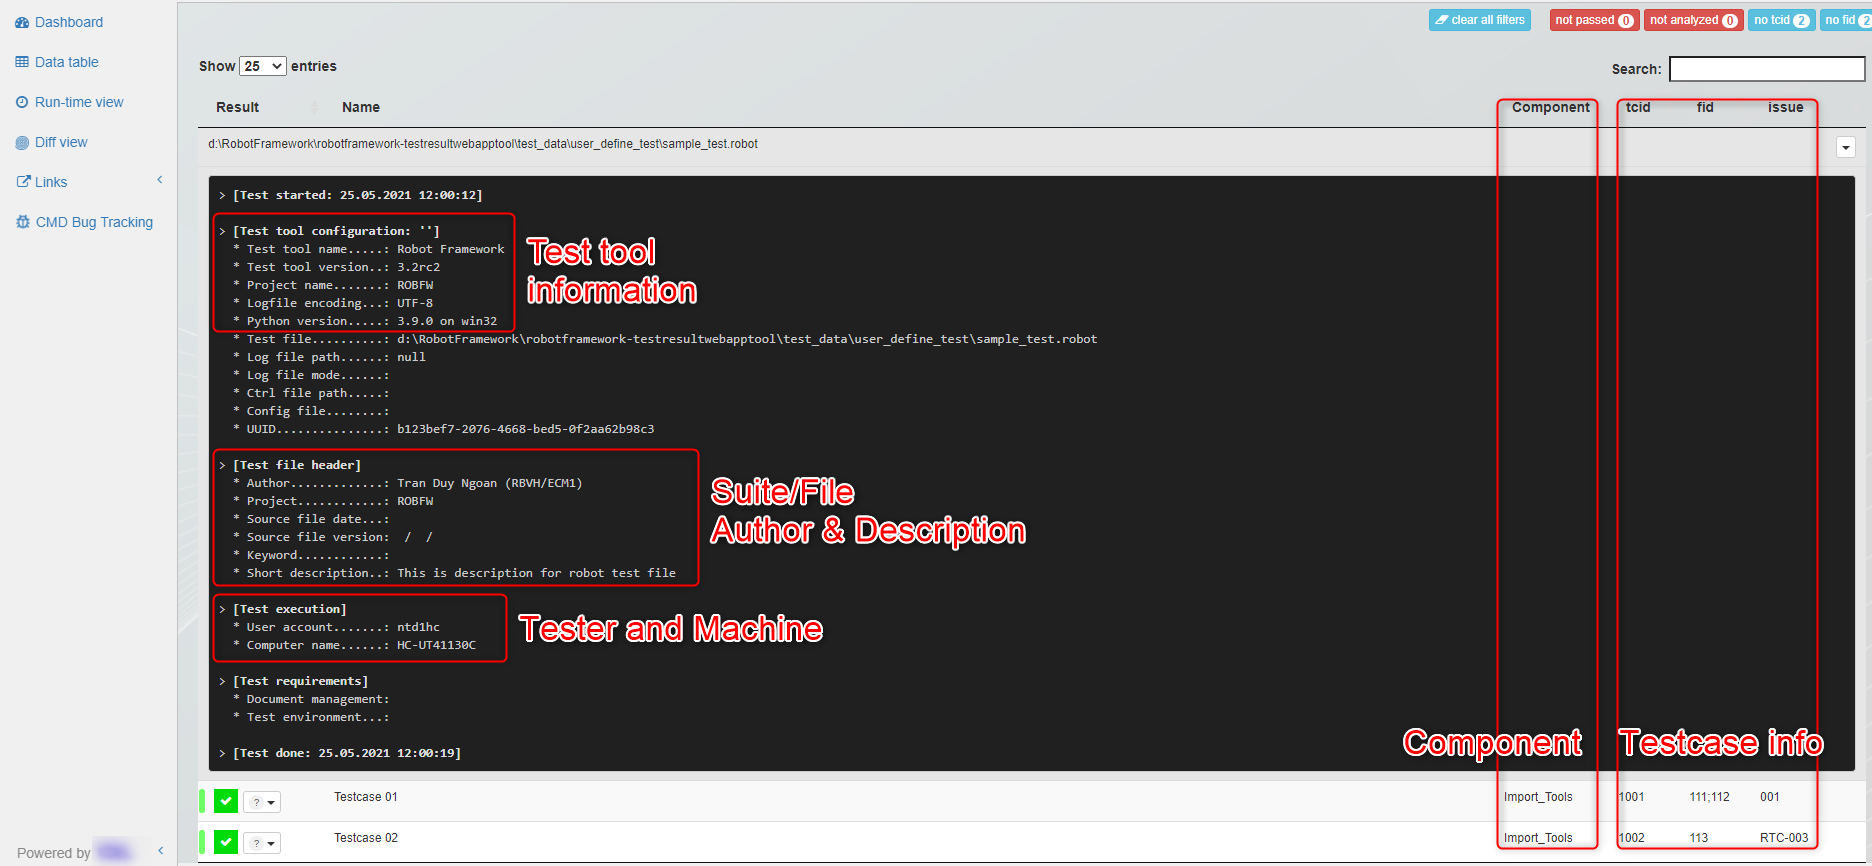 Dashboard
Data table
Run-time view
Diff view
Links
CMD Bug Tracking
Powered by
clear all filters
not passed 0
not analyzed 0
no tcid 2
no fid 2
Show 25 entries
Search:
Result Name Component tcid fid issue
d:\RobotFramework\robotframework-testresultwebapptool\test_data\user_define_test\sample_test.robot
> [Test started: 25.05.2021 12:00:12]
> [Test tool configuration: '']
* Test tool name.....: Robot Framework
* Test tool version..: 3.2rc2
* Project name.......: ROBFW
* Logfile encoding...: UTF-8
* Python version.....: 3.9.0 on win32
* Test file..........: d:\RobotFramework\robotframework-testresultwebapptool\test_data\user_define_test\sample_test.robot
* Log file path......: null
* Log file mode......:
* Ctrl file path.....:
* Config file........:
* UUID...............: b123bef7-2076-4668-bed5-0f2aa62b98c3
Test tool
information
> [Test file header]
* Author.............: Tran Duy Ngoan (RBVH/ECM1)
* Project............: ROBFW
* Source file date...:
* Source file version: / /
* Keyword............:
* Short description..: This is description for robot test file
Suite/File
Author & Description
> [Test execution]
* User account.......: ntd1hc
* Computer name......: HC-UT41130C
Tester and Machine
> [Test requirements]
* Document management:
* Test environment...:
> [Test done: 25.05.2021 12:00:19]
Component
Testcase info
? Testcase 01 Import_Tools 1001 111;112 001
? Testcase 02 Import_Tools 1002 113 RTC-003